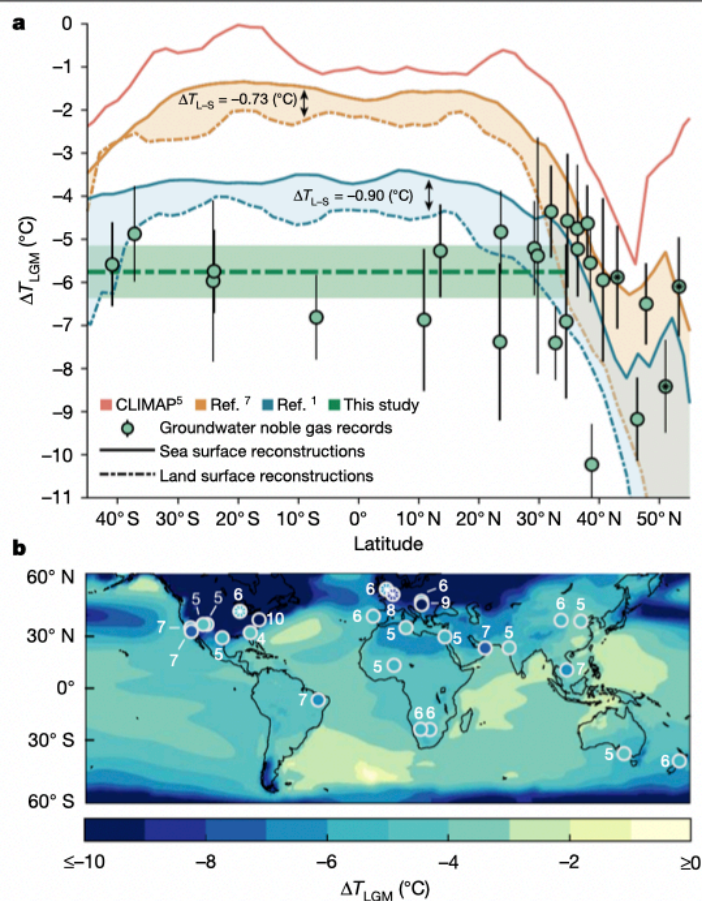 a
0
−1
−2
−3
−4
−5
−6
−7
−8
−9
−10
−11
ΔT_LGM (°C)
ΔT_L–S = −0.73 (°C)
ΔT_L–S = −0.90 (°C)
CLIMAP⁵ Ref. ⁷ Ref. ¹ This study
Groundwater noble gas records
Sea surface reconstructions
Land surface reconstructions
40° S 30° S 20° S 10° S 0° 10° N 20° N 30° N 40° N 50° N
Latitude
b
60° N
30° N
0°
30° S
60° S
6 6
5 5 6 8 9
7 10 6 6 5
4 5 5 7 5
7 5
5 7
7
6 6
5 6
≤−10 −8 −6 −4 −2 ≥0
ΔT_LGM (°C)